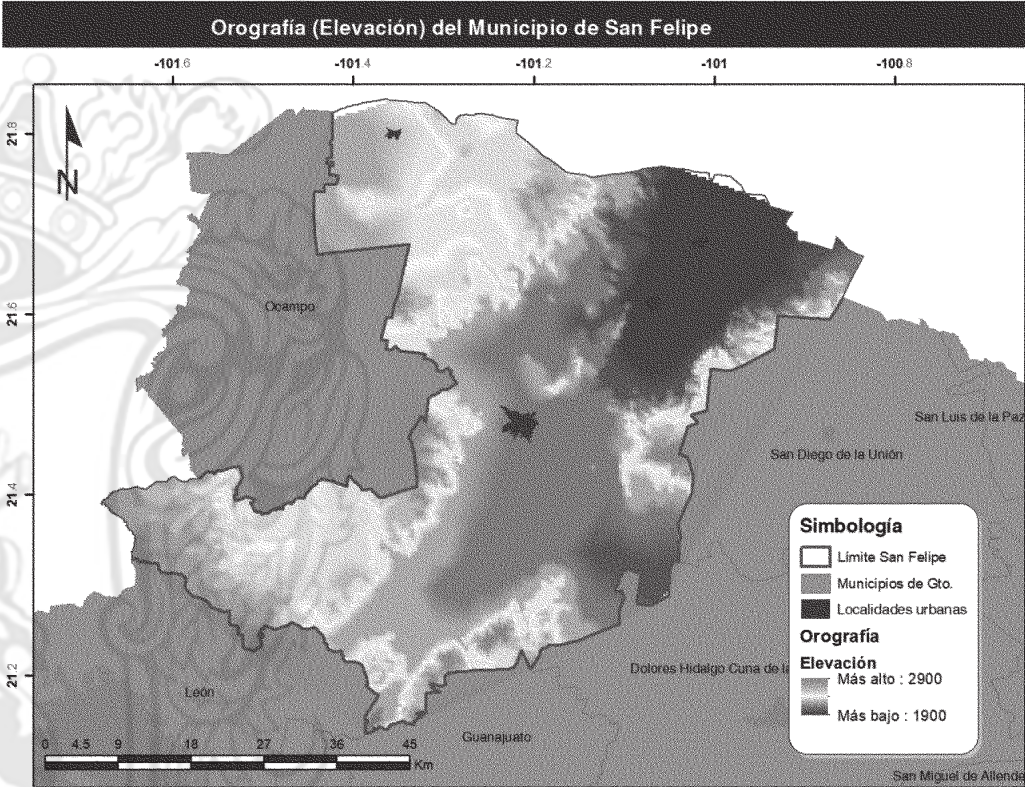 Orografía (Elevación) del Municipio de San Felipe
-101.6 -101.4 -101.2 -101 -100.8
21.8
N
21.6
Ocampo
San Luis de la Paz
San Diego de la Unión
21.4
Simbología
Límite San Felipe
Municipios de Gto.
Localidades urbanas
Orografía
Elevación
Más alto : 2900
Más bajo : 1900
21.2
Dolores Hidalgo Cuna de la
León
Guanajuato
0 4.5 9 18 27 36 45
Km
San Miguel de Allende